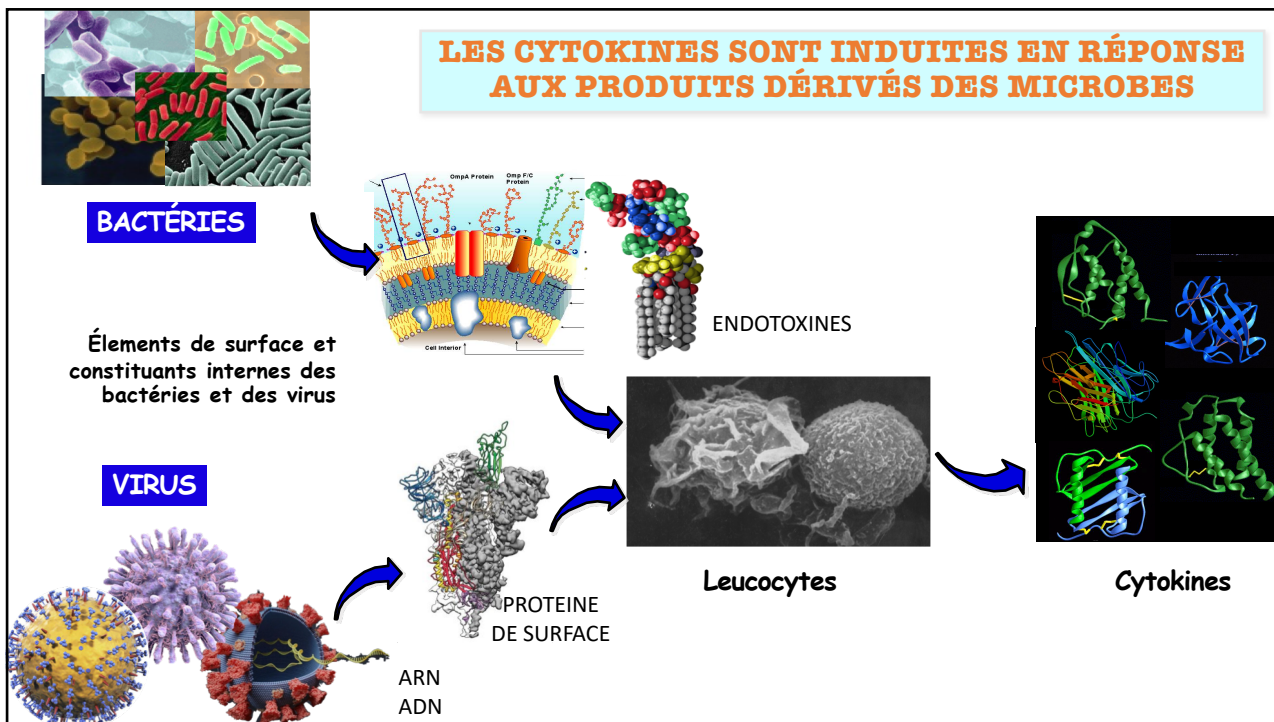 LES CYTOKINES SONT INDUITES EN RÉPONSE
AUX PRODUITS DÉRIVÉS DES MICROBES
BACTÉRIES
OmpA Protein
Omp F/C
Protein
Cell Interior
ENDOTOXINES
Élements de surface et
constituants internes des
bactéries et des virus
VIRUS
PROTEINE
DE SURFACE
ARN
ADN
Leucocytes
Cytokines